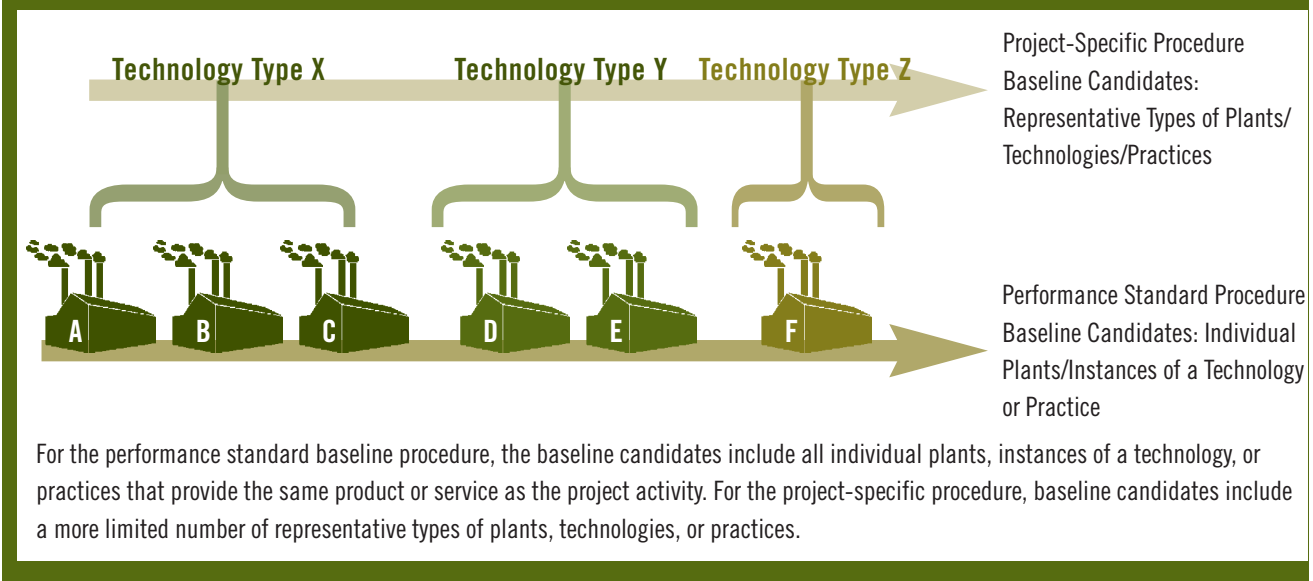 Technology Type X
Technology Type Y
Technology Type Z
Project-Specific Procedure
Baseline Candidates:
Representative Types of Plants/
Technologies/Practices
A
B
C
D
E
F
Performance Standard Procedure
Baseline Candidates: Individual
Plants/Instances of a Technology
or Practice
For the performance standard baseline procedure, the baseline candidates include all individual plants, instances of a technology, or
practices that provide the same product or service as the project activity. For the project-specific procedure, baseline candidates include
a more limited number of representative types of plants, technologies, or practices.